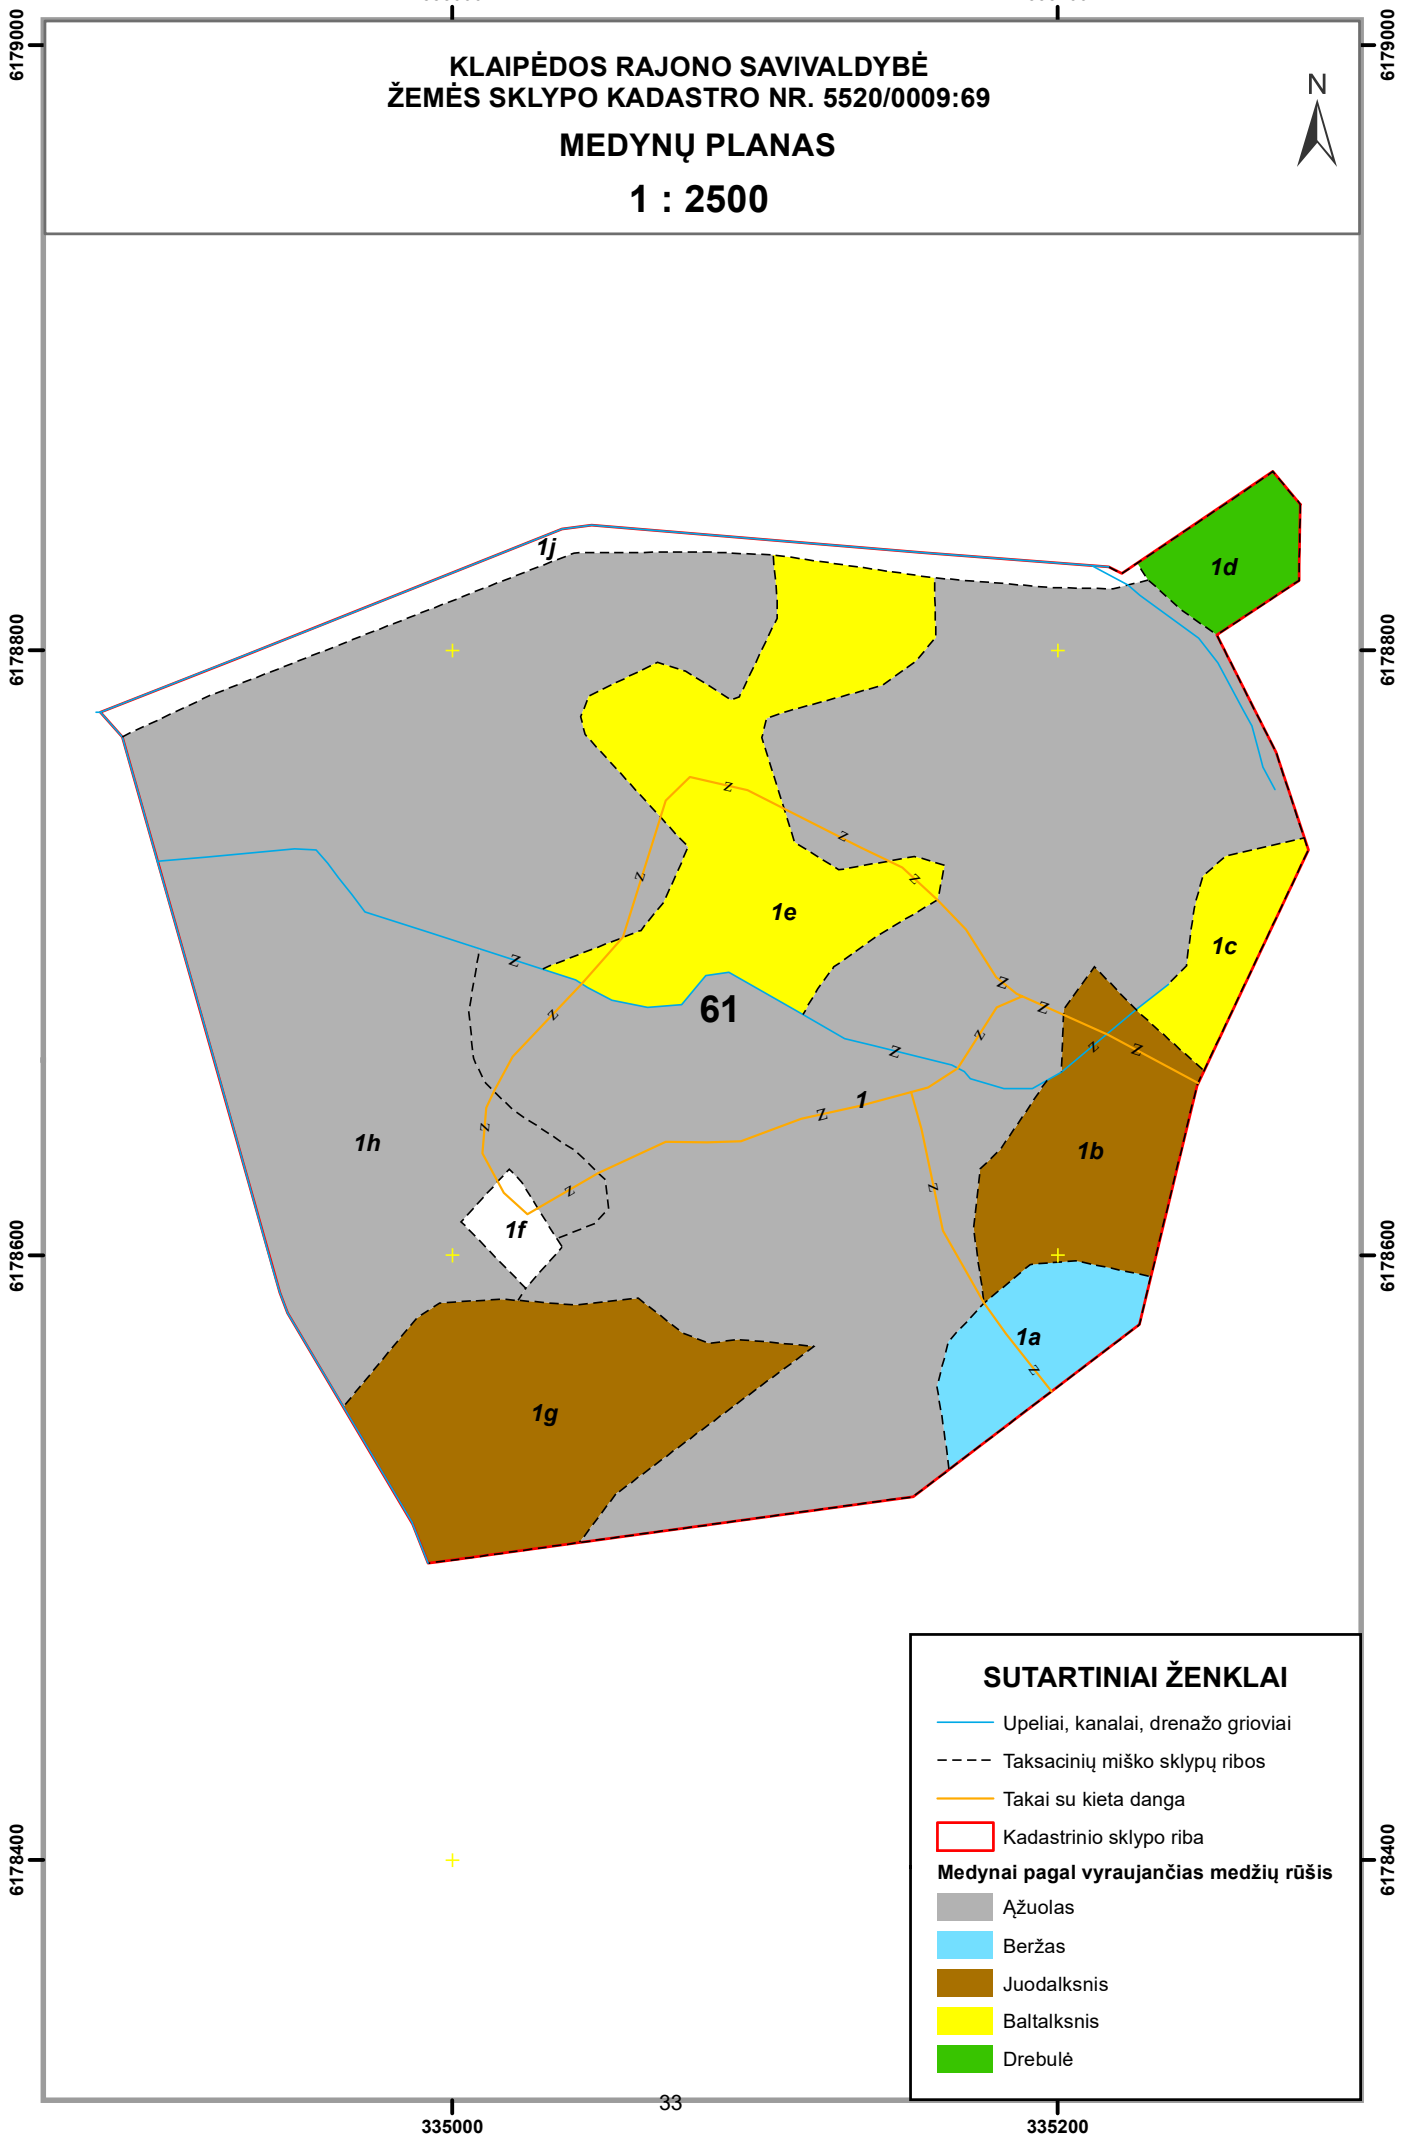 6179000
6179000
KLAIPĖDOS RAJONO SAVIVALDYBĖ
ŽEMĖS SKLYPO KADASTRO NR. 5520/0009:69
MEDYNŲ PLANAS
1 : 2500
N
1j
1d
6178800
6178800
z
z
z
z
1e
1c
z
z
z
61
z
z
z
z
z
z
z
1
z
1h
1b
z
z
1f
6178600
6178600
1a
z
1g
SUTARTINIAI ŽENKLAI
Upeliai, kanalai, drenažo grioviai
Taksacinių miško sklypų ribos
Takai su kieta danga
Kadastrinio sklypo riba
Medynai pagal vyraujančias medžių rūšis
Ąžuolas
Beržas
Juodalksnis
Baltalksnis
Drebulė
6178400
6178400
33
335000
335200